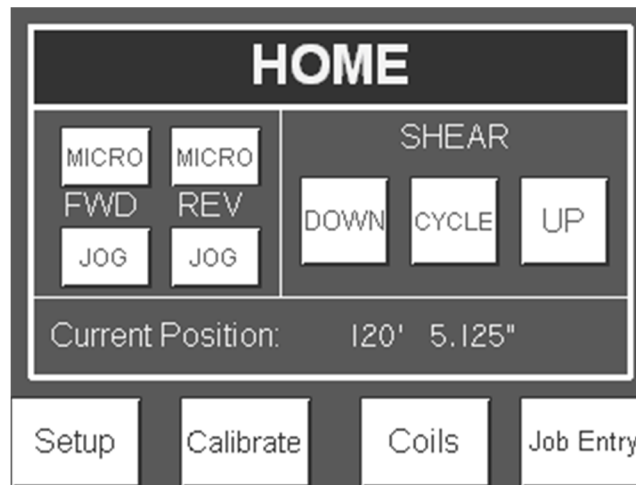 HOME
MICRO MICRO
FWD REV
JOG JOG
SHEAR
DOWN CYCLE UP
Current Position: 120' 5.125"
Setup Calibrate Coils Job Entry